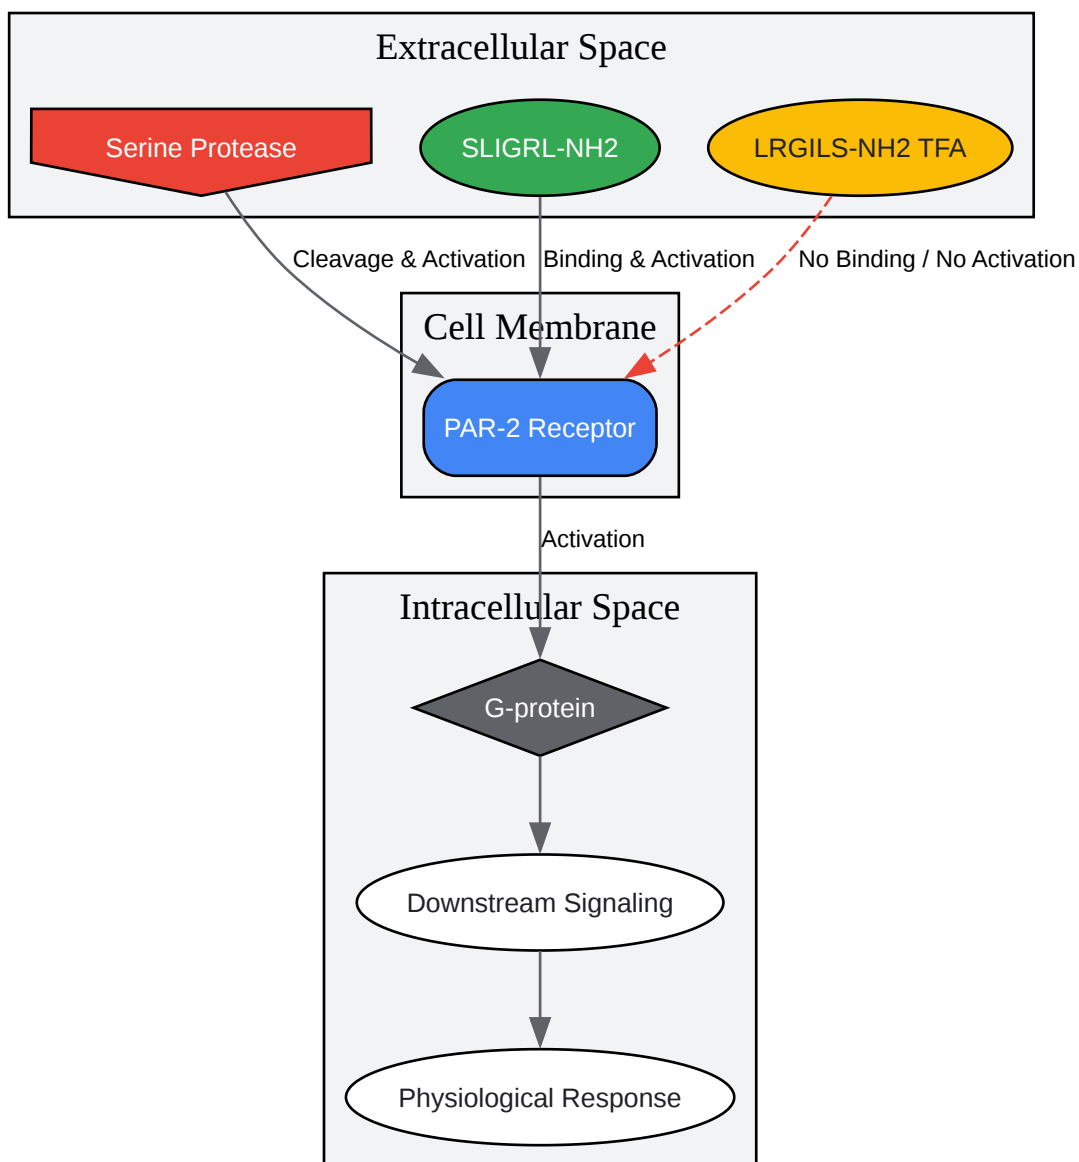 Extracellular Space
Serine Protease
SLIGRL-NH2
LRGILS-NH2 TFA
Cleavage & Activation
Binding & Activation
No Binding / No Activation
Cell Membrane
PAR-2 Receptor
Activation
Intracellular Space
G-protein
Downstream Signaling
Physiological Response